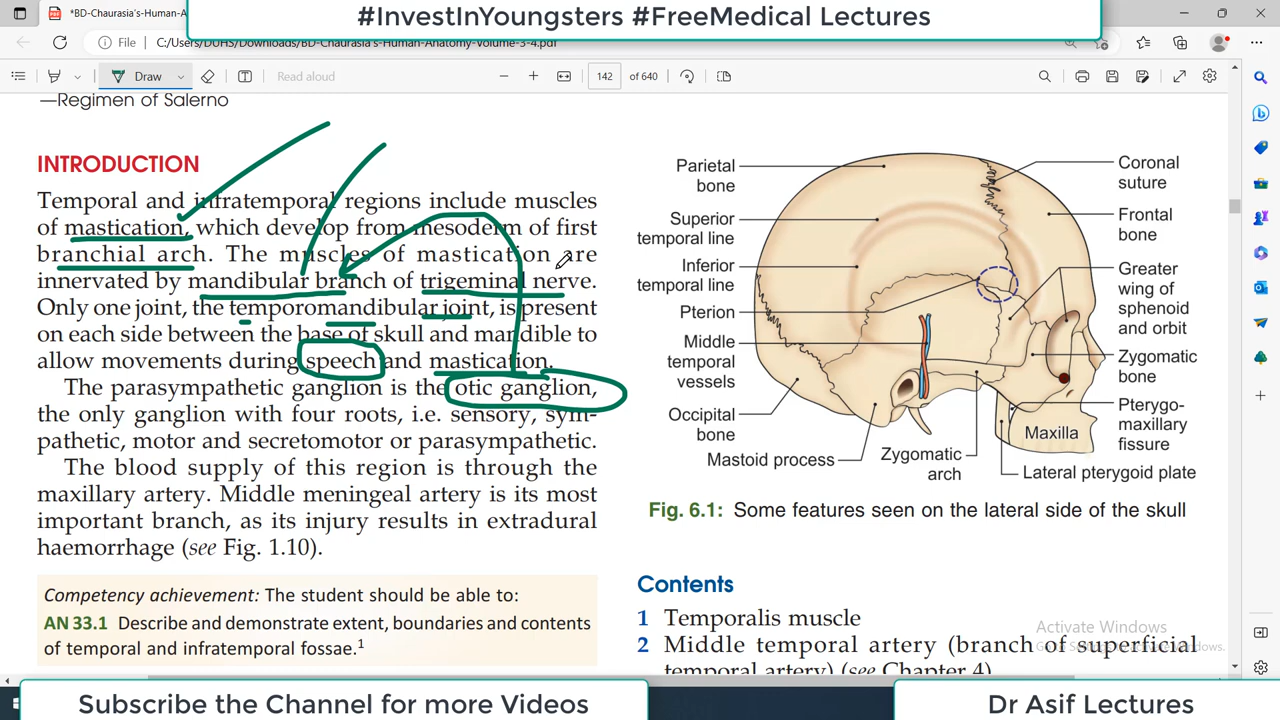 #InvestInYoungsters #FreeMedical Lectures
*BD-Chaurasia's-Human-A
File
C:/Users/DUHS/Downloads/BD-Chaurasia's-Human-Anatomy-Volume-3-4.pdf
Draw
Read aloud
142
of 640
—Regimen of Salerno
INTRODUCTION
Temporal and infratemporal regions include muscles
of mastication, which develop from mesoderm of first
branchial arch. The muscles of mastication are
innervated by mandibular branch of trigeminal nerve.
Only one joint, the temporomandibular joint, is present
on each side between the base of skull and mandible to
allow movements during speech and mastication.
The parasympathetic ganglion is the otic ganglion,
the only ganglion with four roots, i.e. sensory, sym-
pathetic, motor and secretomotor or parasympathetic.
The blood supply of this region is through the
maxillary artery. Middle meningeal artery is its most
important branch, as its injury results in extradural
haemorrhage (see Fig. 1.10).
Competency achievement: The student should be able to:
AN 33.1 Describe and demonstrate extent, boundaries and contents
of temporal and infratemporal fossae.1
Parietal
bone
Superior
temporal line
Inferior
temporal line
Pterion
Middle
temporal
vessels
Occipital
bone
Mastoid process
Zygomatic
arch
Coronal
suture
Frontal
bone
Greater
wing of
sphenoid
and orbit
Zygomatic
bone
Pterygo-
maxillary
fissure
Maxilla
Lateral pterygoid plate
Fig. 6.1: Some features seen on the lateral side of the skull
Contents
1 Temporalis muscle
2 Middle temporal artery (branch of superficial
temporal artery) (see Chapter 4)
Activate Windows
Go to Settings to activate Windows.
Subscribe the Channel for more Videos
Dr Asif Lectures